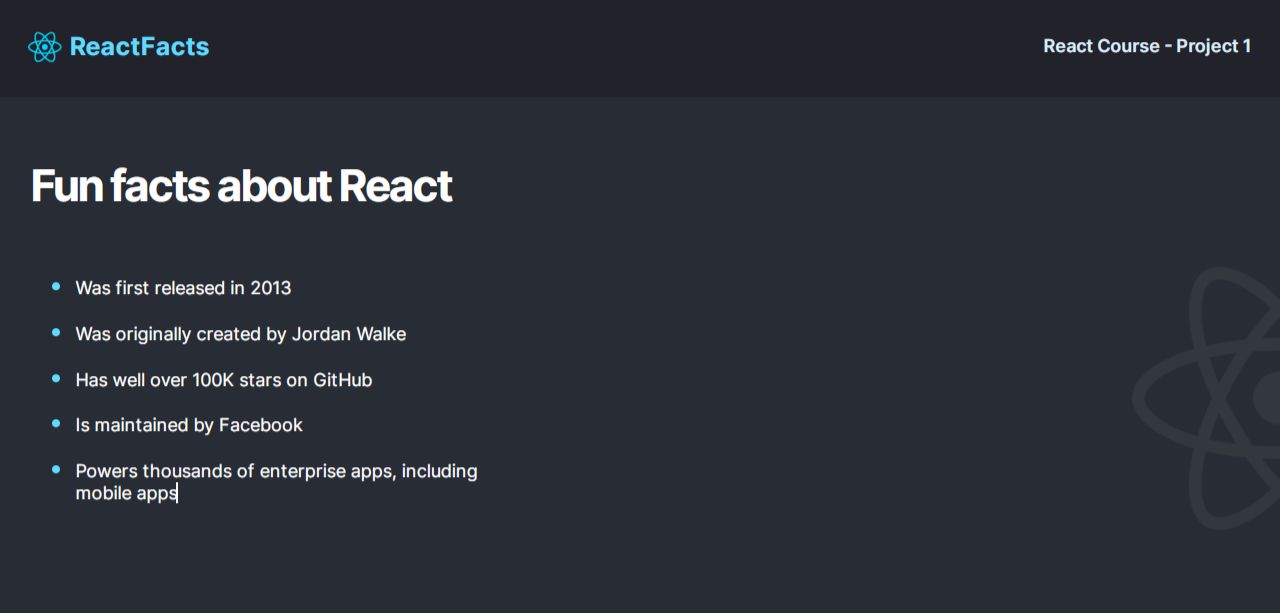 ReactFacts
React Course - Project 1
Fun facts about React
Was first released in 2013
Was originally created by Jordan Walke
Has well over 100K stars on GitHub
Is maintained by Facebook
Powers thousands of enterprise apps, including
mobile apps